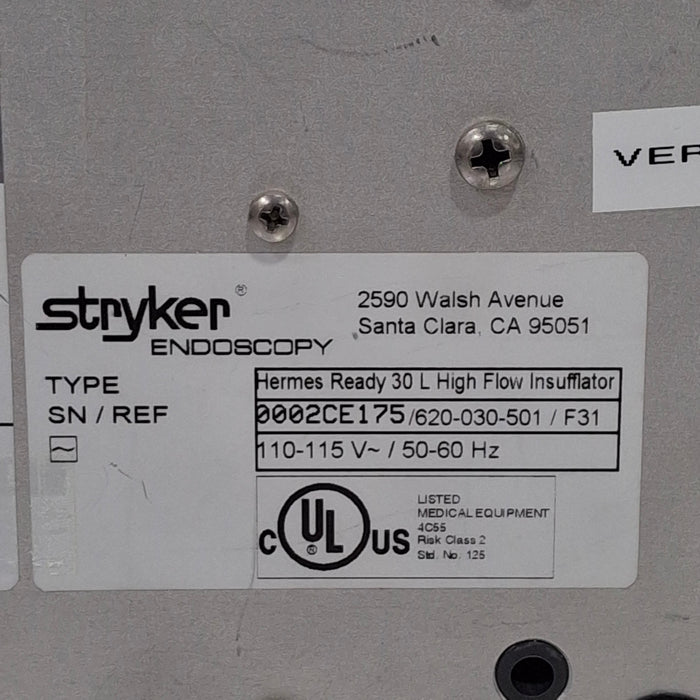 VER
stryker®
ENDOSCOPY
2590 Walsh Avenue
Santa Clara, CA 95051
TYPE
Hermes Ready 30 L High Flow Insufflator
SN / REF
0002CE175/620-030-501 / F31
110-115 V~ / 50-60 Hz
C UL® US
LISTED
MEDICAL EQUIPMENT
4C55
Risk Class 2
Std. No. 125